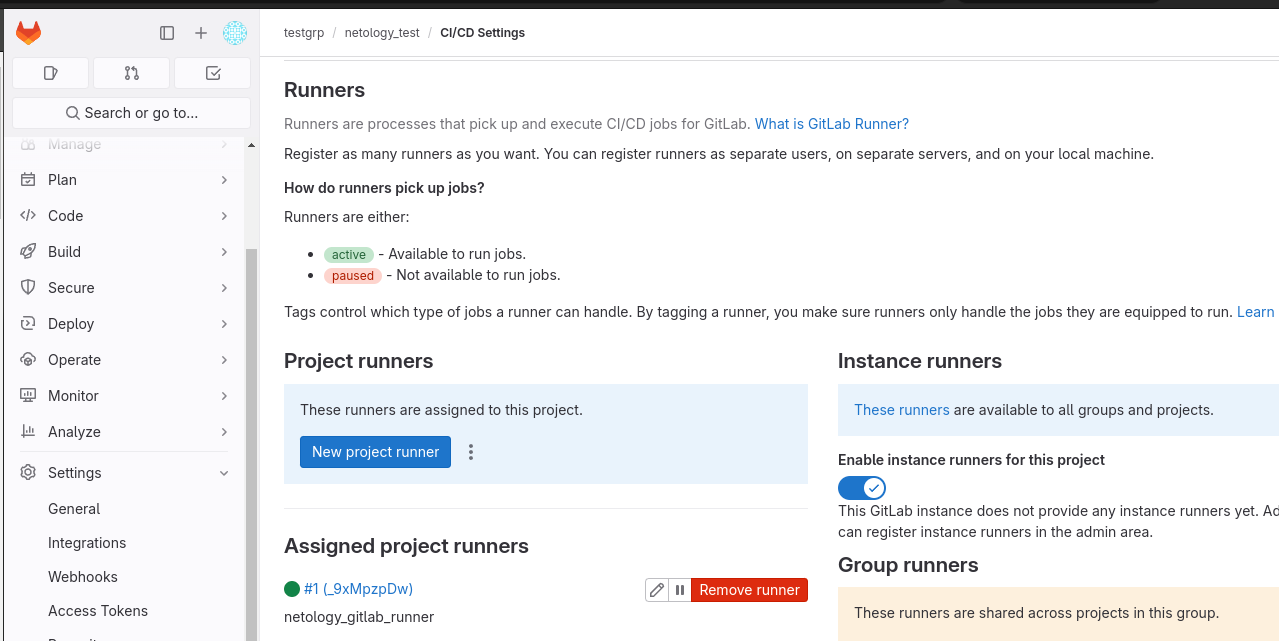 testgrp / netology_test / CI/CD Settings
Search or go to...
Manage
Plan
Code
Build
Secure
Deploy
Operate
Monitor
Analyze
Settings
General
Integrations
Webhooks
Access Tokens
Runners
Runners are processes that pick up and execute CI/CD jobs for GitLab. What is GitLab Runner?
Register as many runners as you want. You can register runners as separate users, on separate servers, and on your local machine.
How do runners pick up jobs?
Runners are either:
• active - Available to run jobs.
• paused - Not available to run jobs.
Tags control which type of jobs a runner can handle. By tagging a runner, you make sure runners only handle the jobs they are equipped to run. Learn
Project runners
These runners are assigned to this project.
New project runner
Assigned project runners
#1 (_9xMpzpDw)
Remove runner
netology_gitlab_runner
Instance runners
These runners are available to all groups and projects.
Enable instance runners for this project
This GitLab instance does not provide any instance runners yet.
can register instance runners in the admin area.
Group runners
These runners are shared across projects in this group.